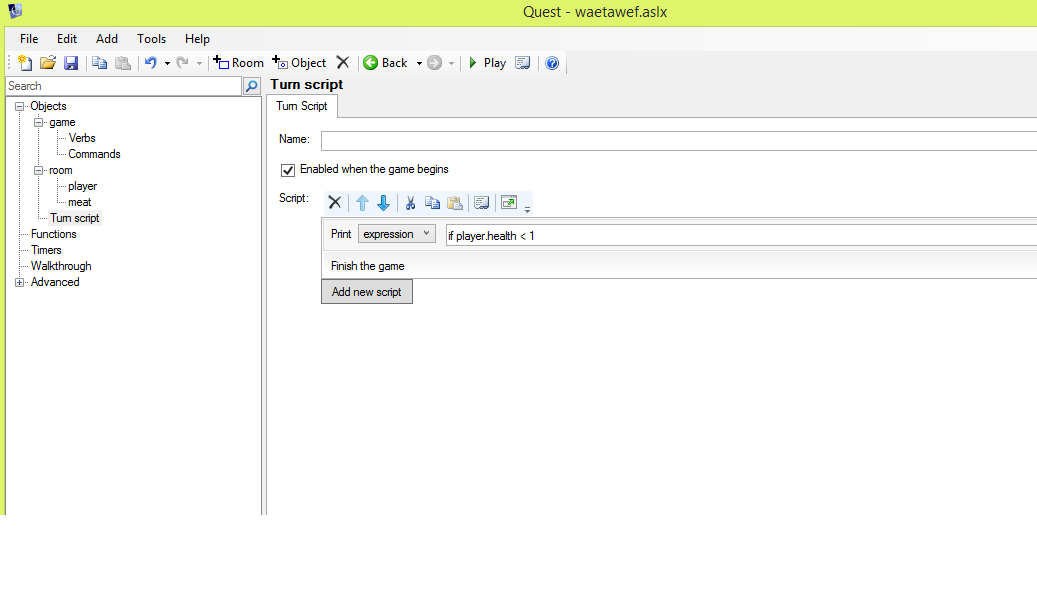 Quest - waetawef.aslx
File Edit Add Tools Help
Room Object Back Play
Search
Turn script
Objects
game
Verbs
Commands
room
player
meat
Turn script
Functions
Timers
Walkthrough
Advanced
Turn Script
Name:
Enabled when the game begins
Script:
Print expression if player.health < 1
Finish the game
Add new script